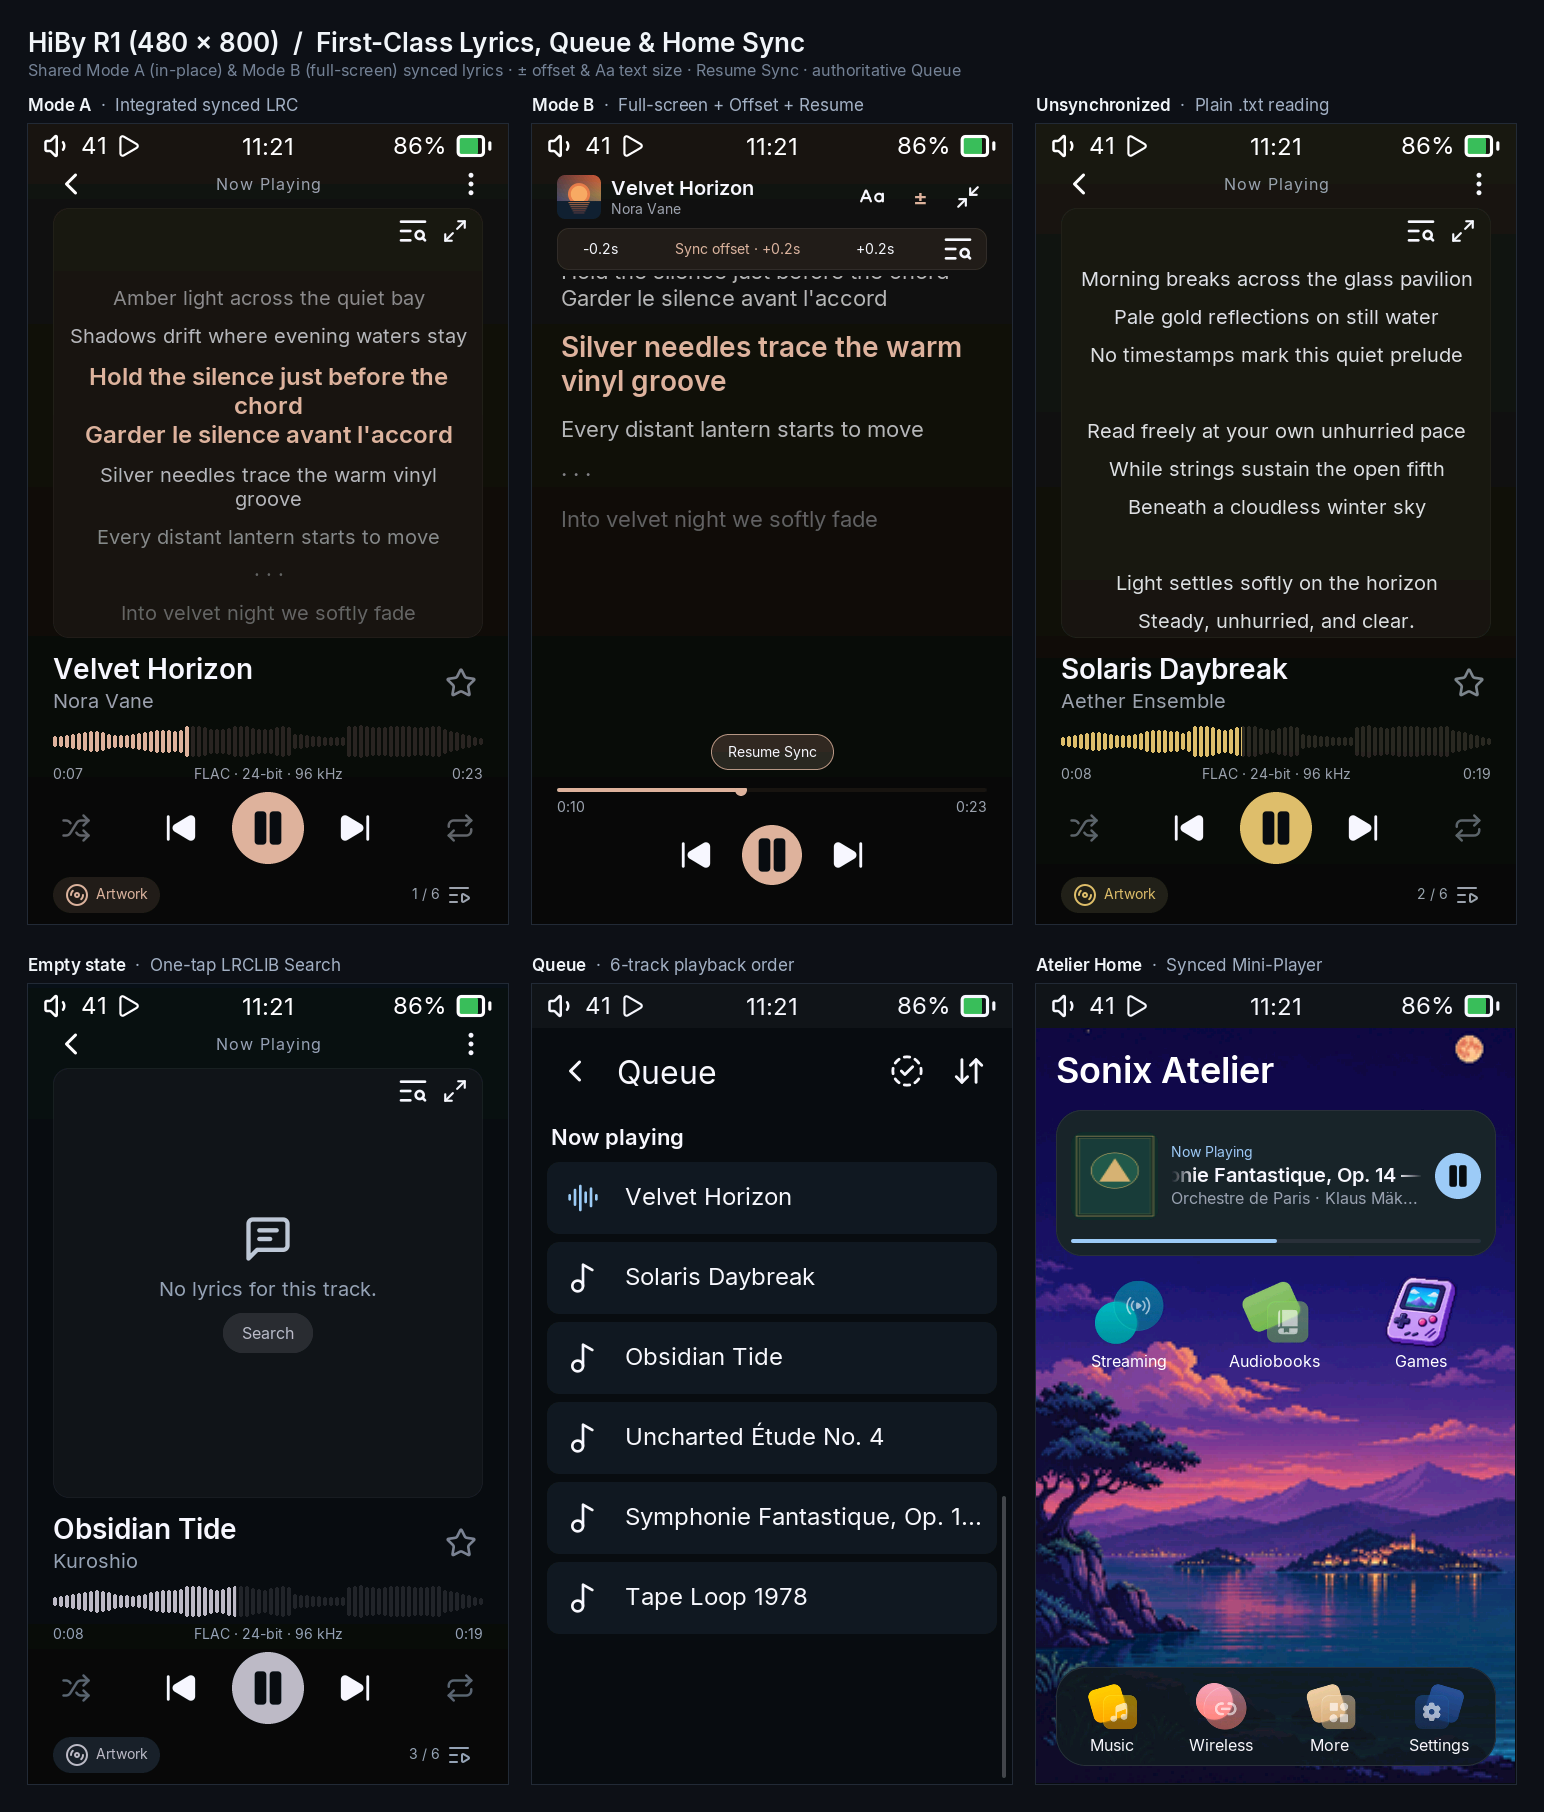 HiBy R1 (480 × 800) / First-Class Lyrics, Queue & Home Sync
Shared Mode A (in-place) & Mode B (full-screen) synced lyrics · ± offset & Aa text size · Resume Sync · authoritative Queue
Mode A · Integrated synced LRC
41 11:21 86%
Now Playing
Amber light across the quiet bay
Shadows drift where evening waters stay
Hold the silence just before the
chord
Garder le silence avant l'accord
Silver needles trace the warm vinyl
groove
Every distant lantern starts to move
. . .
Into velvet night we softly fade
Velvet Horizon
Nora Vane
0:07 FLAC · 24-bit · 96 kHz 0:23
Artwork 1 / 6
Mode B · Full-screen + Offset + Resume
41 11:21 86%
Velvet Horizon
Nora Vane
Aa ±
-0.2s Sync offset · +0.2s +0.2s
Hold the silence just before the chord
Garder le silence avant l'accord
Silver needles trace the warm
vinyl groove
Every distant lantern starts to move
. . .
Into velvet night we softly fade
Resume Sync
0:10 0:23
Unsynchronized · Plain .txt reading
41 11:21 86%
Now Playing
Morning breaks across the glass pavilion
Pale gold reflections on still water
No timestamps mark this quiet prelude
Read freely at your own unhurried pace
While strings sustain the open fifth
Beneath a cloudless winter sky
Light settles softly on the horizon
Steady, unhurried, and clear.
Solaris Daybreak
Aether Ensemble
0:08 FLAC · 24-bit · 96 kHz 0:19
Artwork 2 / 6
Empty state · One-tap LRCLIB Search
41 11:21 86%
Now Playing
No lyrics for this track.
Search
Obsidian Tide
Kuroshio
0:08 FLAC · 24-bit · 96 kHz 0:19
Artwork 3 / 6
Queue · 6-track playback order
41 11:21 86%
Queue
Now playing
Velvet Horizon
Solaris Daybreak
Obsidian Tide
Uncharted Étude No. 4
Symphonie Fantastique, Op. 1...
Tape Loop 1978
Atelier Home · Synced Mini-Player
41 11:21 86%
Sonix Atelier
Now Playing
onie Fantastique, Op. 14 —
Orchestre de Paris · Klaus Mäk...
Streaming Audiobooks Games
Music Wireless More Settings